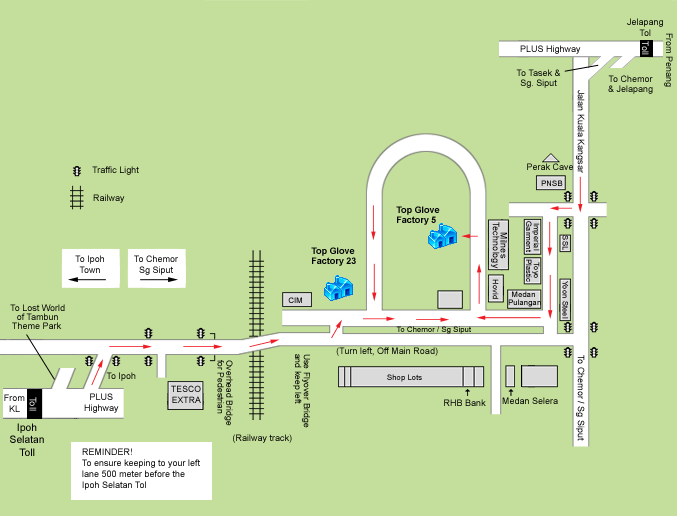 Jelapang
Tol
PLUS Highway
Toll
From Penang
To Tasek &
Sg. Siput
To Chemor
& Jelapang
Jalan Kuala Kangsar
Perak Cave
PNSB
Traffic Light
Railway
Top Glove
Factory 5
Milnes
Technology
Imperial
Garment
SSL
Toyo
Plastic
Hovid
Medan
Pulangan
Yoon Steel
To Ipoh
Town
To Chemor
Sg Siput
Top Glove
Factory 23
CIM
To Lost World
of Tambun
Theme Park
To Chemor / Sg Siput
(Turn left, Off Main Road)
To Ipoh
Overhead Bridge
for Pedestrian
Use Flyover Bridge
and keep left
Shop Lots
RHB Bank
Medan Selera
To Chemor / Sg Siput
TESCO
EXTRA
From
KL
Toll
PLUS
Highway
Ipoh
Selatan
Toll
(Railway track)
REMINDER!
To ensure keeping to your left
lane 500 meter before the
Ipoh Selatan Tol